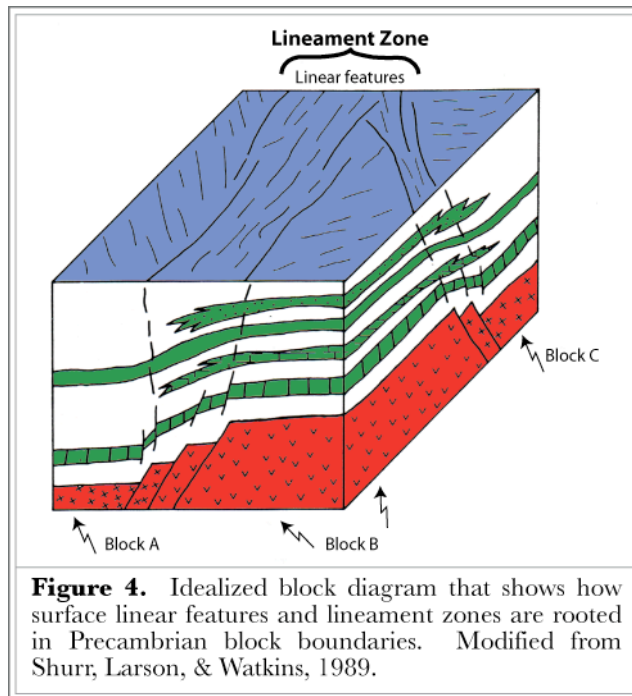 Lineament Zone
Linear features
Block C
Block A
Block B
Figure 4. Idealized block diagram that shows how
surface linear features and lineament zones are rooted
in Precambrian block boundaries. Modified from
Shurr, Larson, & Watkins, 1989.